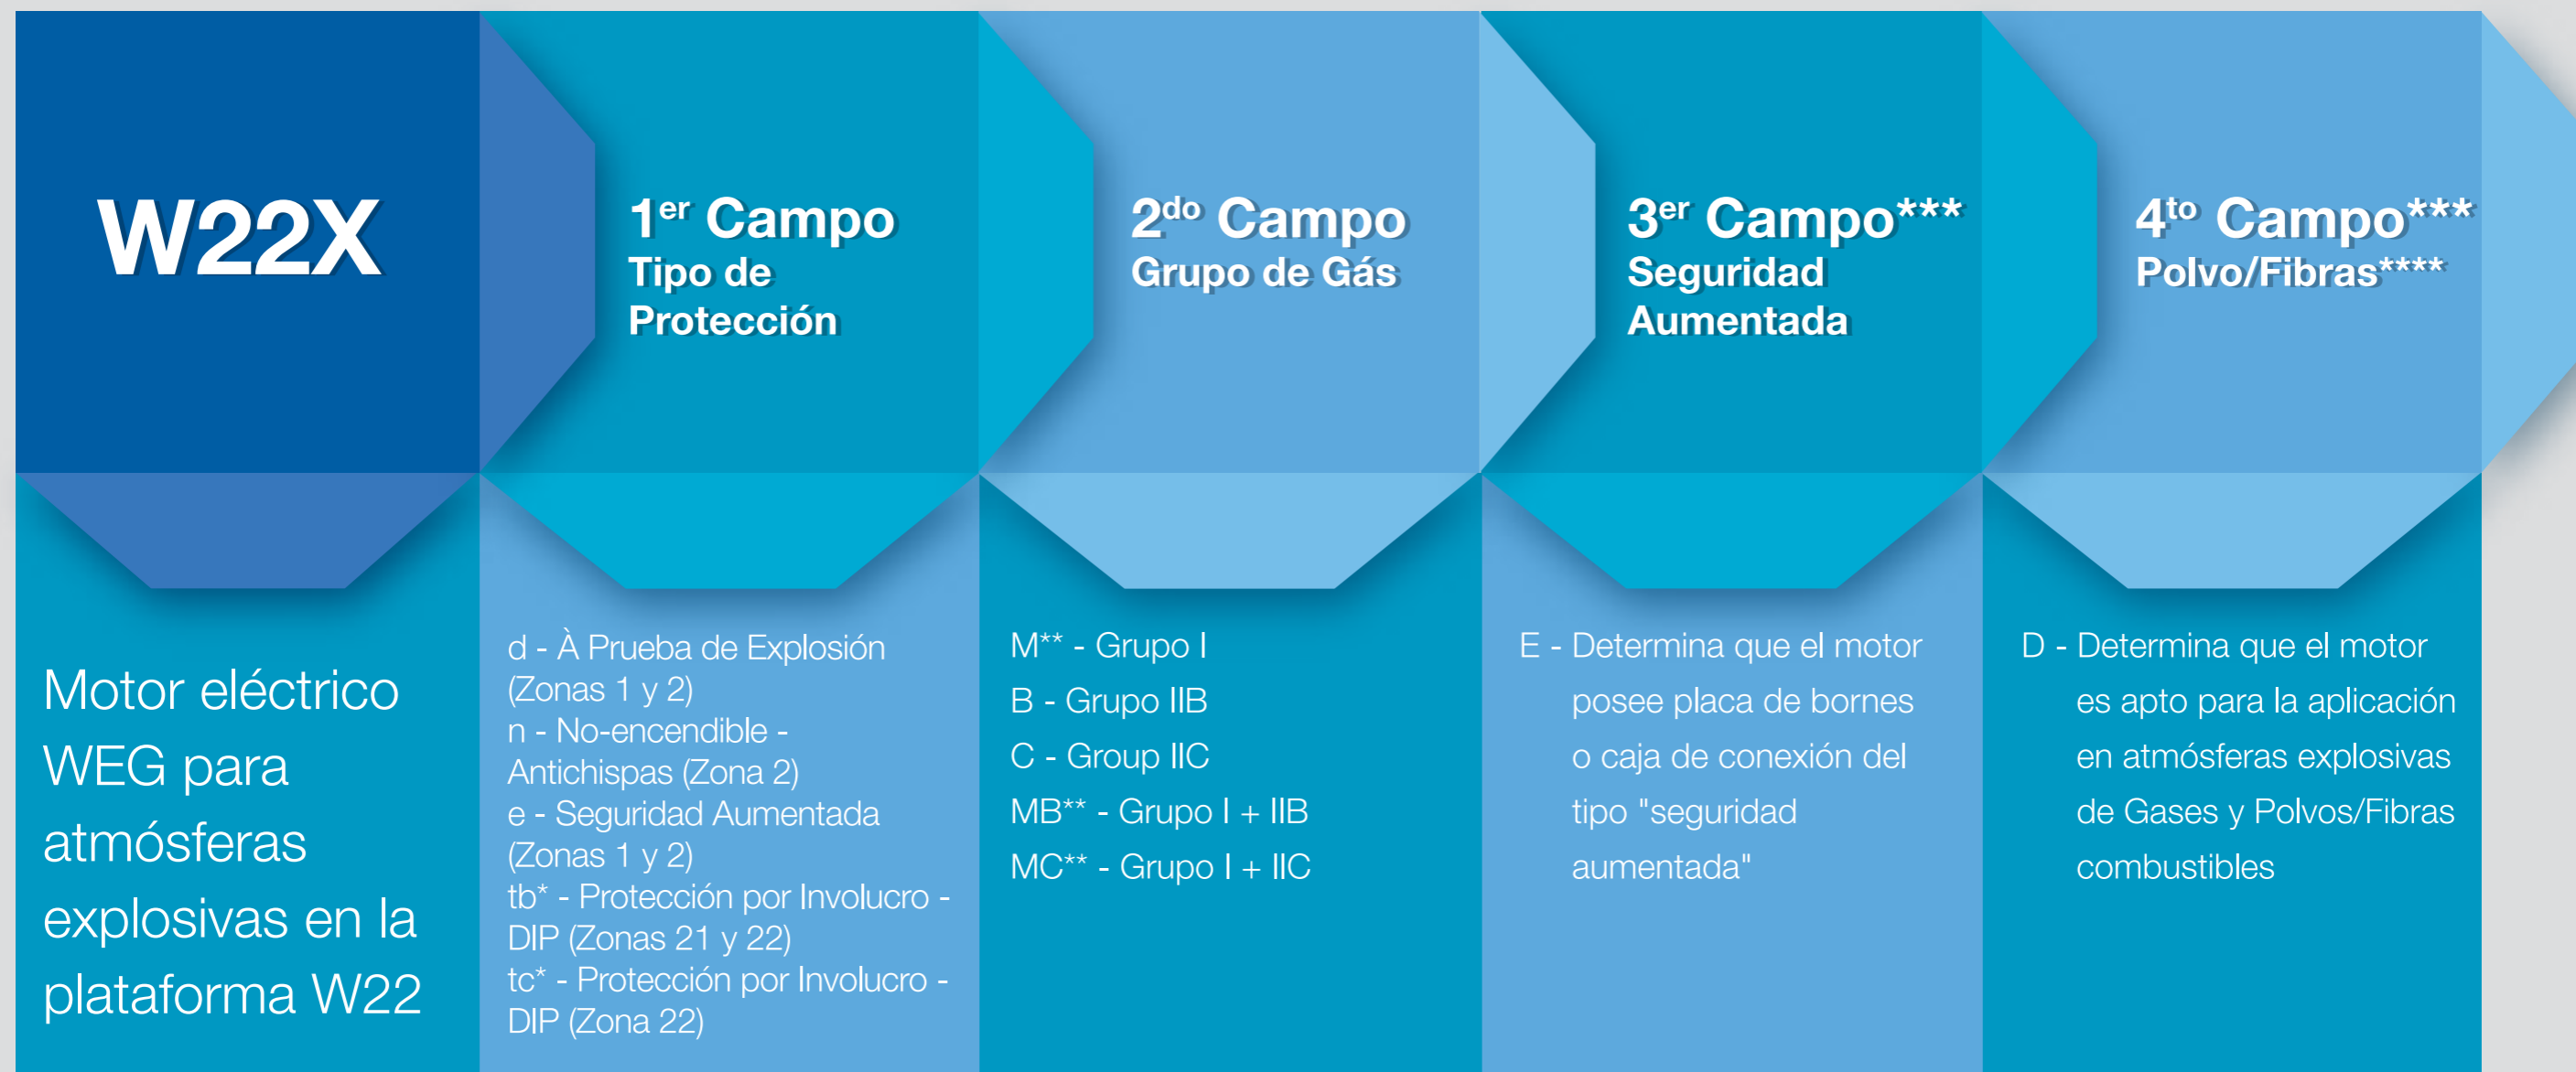 W22X
1er Campo
Tipo de
Protección
2do Campo
Grupo de Gás
3er Campo***
Seguridad
Aumentada
4to Campo***
Polvo/Fibras****
Motor eléctrico
WEG para
atmósferas
explosivas en la
plataforma W22
d - À Prueba de Explosión
(Zonas 1 y 2)
n - No-encendible -
Antichispas (Zona 2)
e - Seguridad Aumentada
(Zonas 1 y 2)
tb* - Protección por Involucro -
DIP (Zonas 21 y 22)
tc* - Protección por Involucro -
DIP (Zona 22)
M** - Grupo I
B - Grupo IIB
C - Group IIC
MB** - Grupo I + IIB
MC** - Grupo I + IIC
E - Determina que el motor
posee placa de bornes
o caja de conexión del
tipo "seguridad
aumentada"
D - Determina que el motor
es apto para la aplicación
en atmósferas explosivas
de Gases y Polvos/Fibras
combustibles